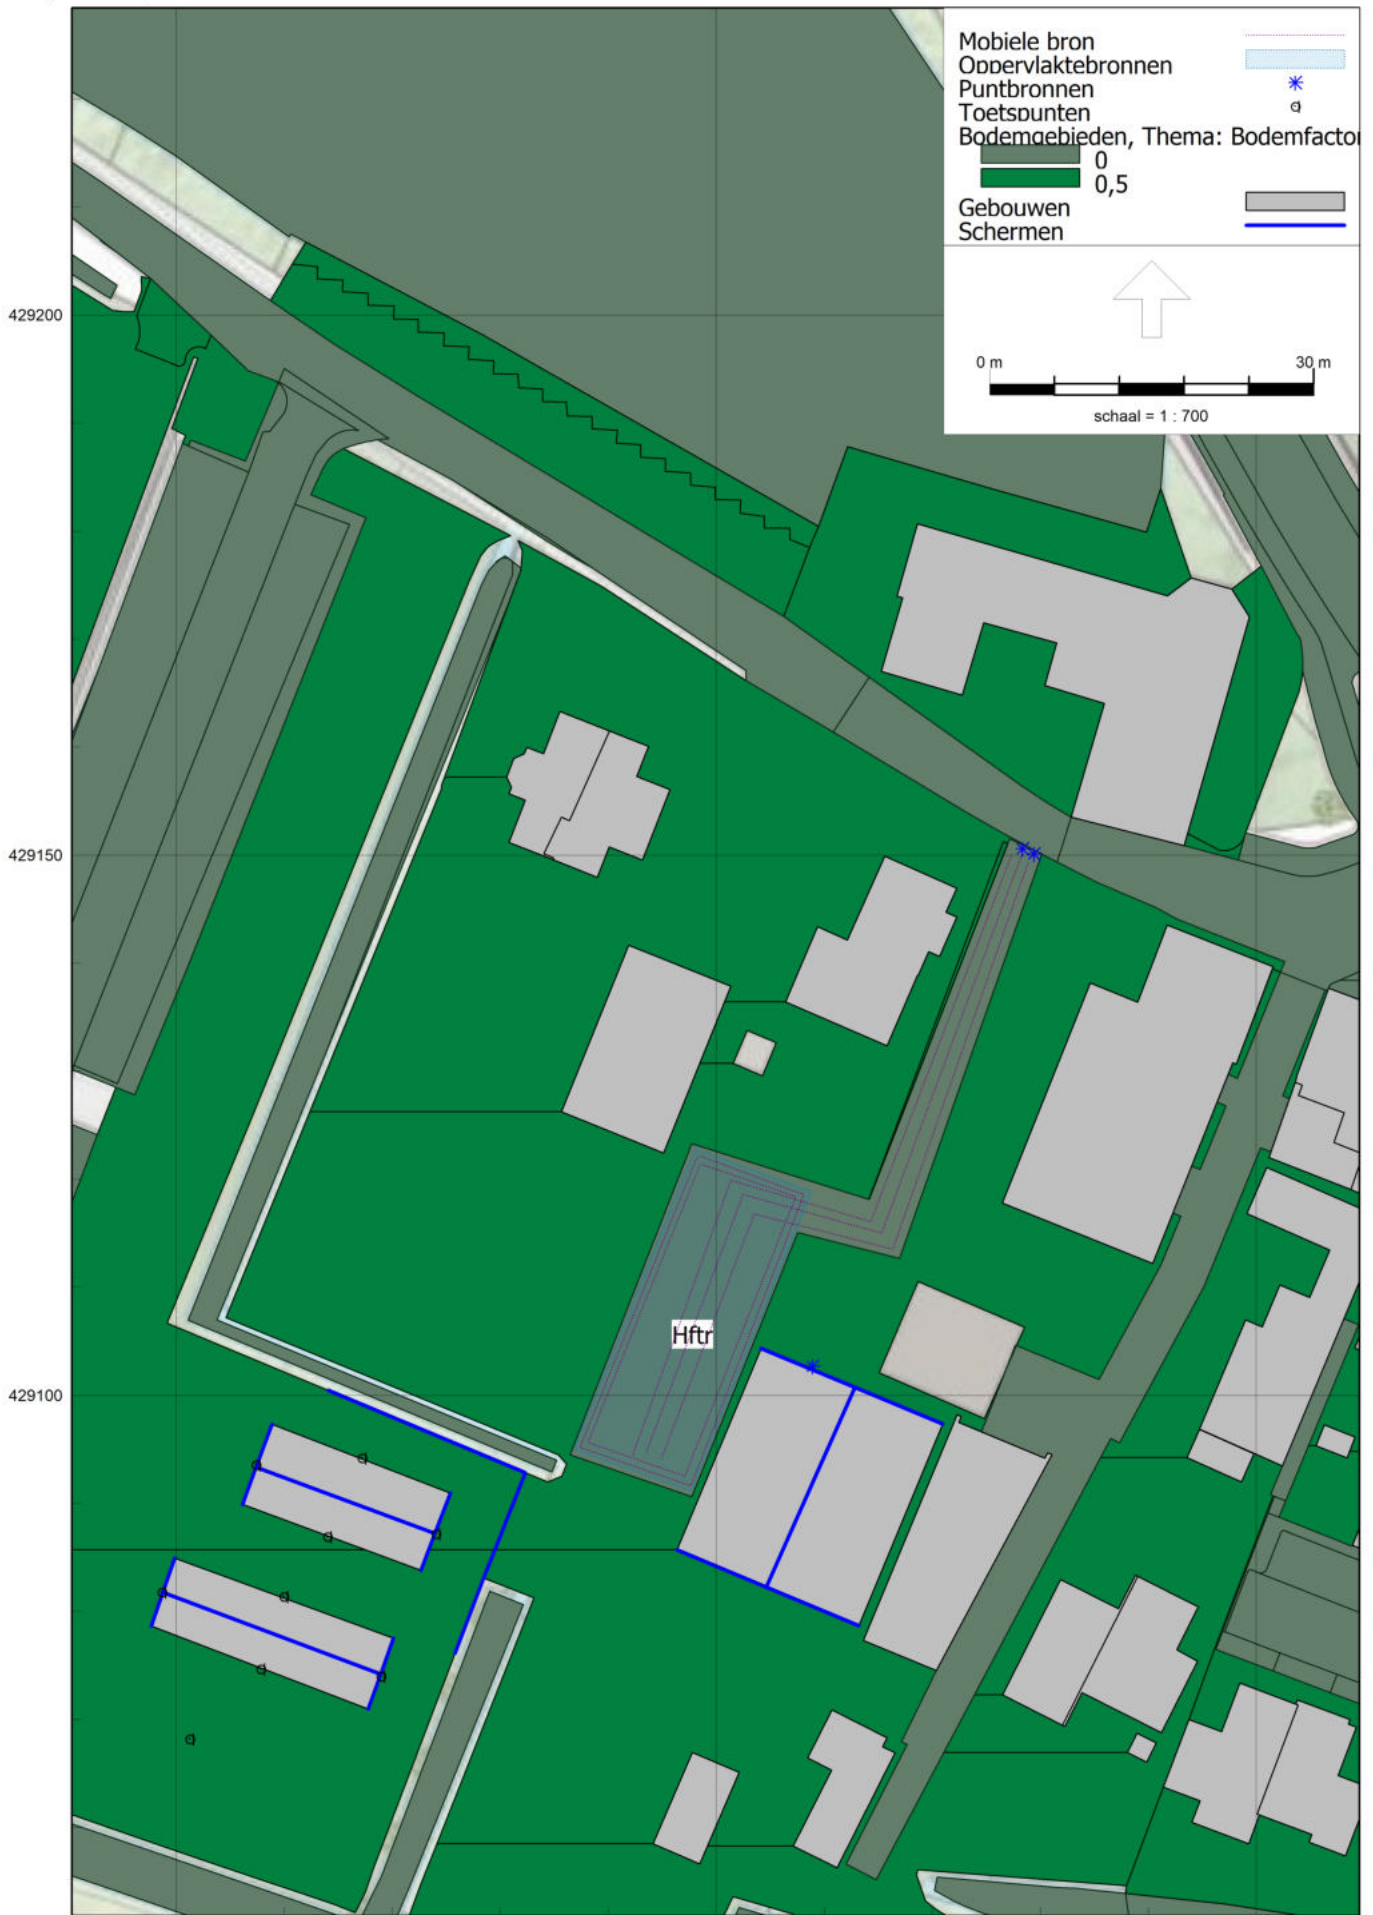 Mobiele bron
Oppervlaktebronnen
Puntbronnen
Toetspunten
Bodemgebieden, Thema: Bodemfactor
0
0,5
Gebouwen
Schermen
429200
0 m 30 m
schaal = 1 : 700
429150
Hftr
429100